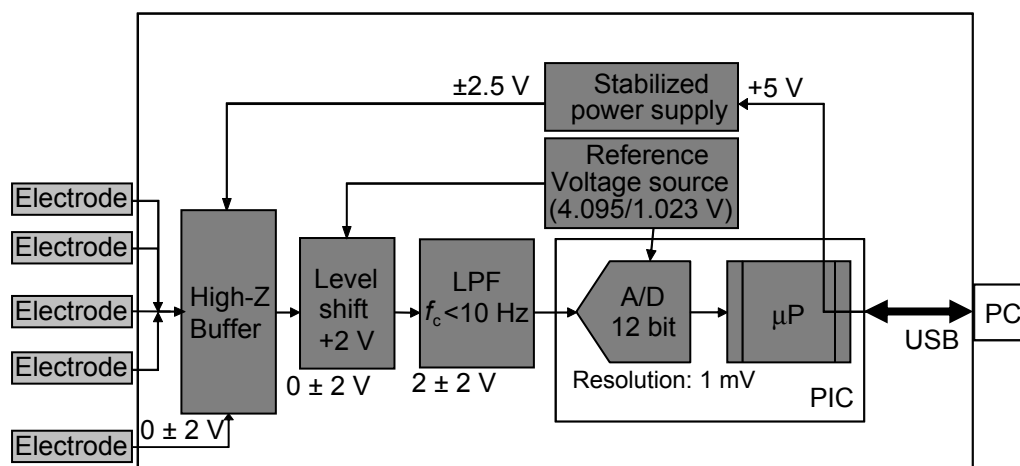 ±2.5 V
Stabilized
power supply
+5 V
Reference
Voltage source
(4.095/1.023 V)
Electrode
Electrode
Electrode
Electrode
Electrode
0 ± 2 V
High-Z
Buffer
Level
shift
+2 V
0 ± 2 V
LPF
fc<10 Hz
2 ± 2 V
A/D
12 bit
Resolution: 1 mV
μP
PIC
USB
PC